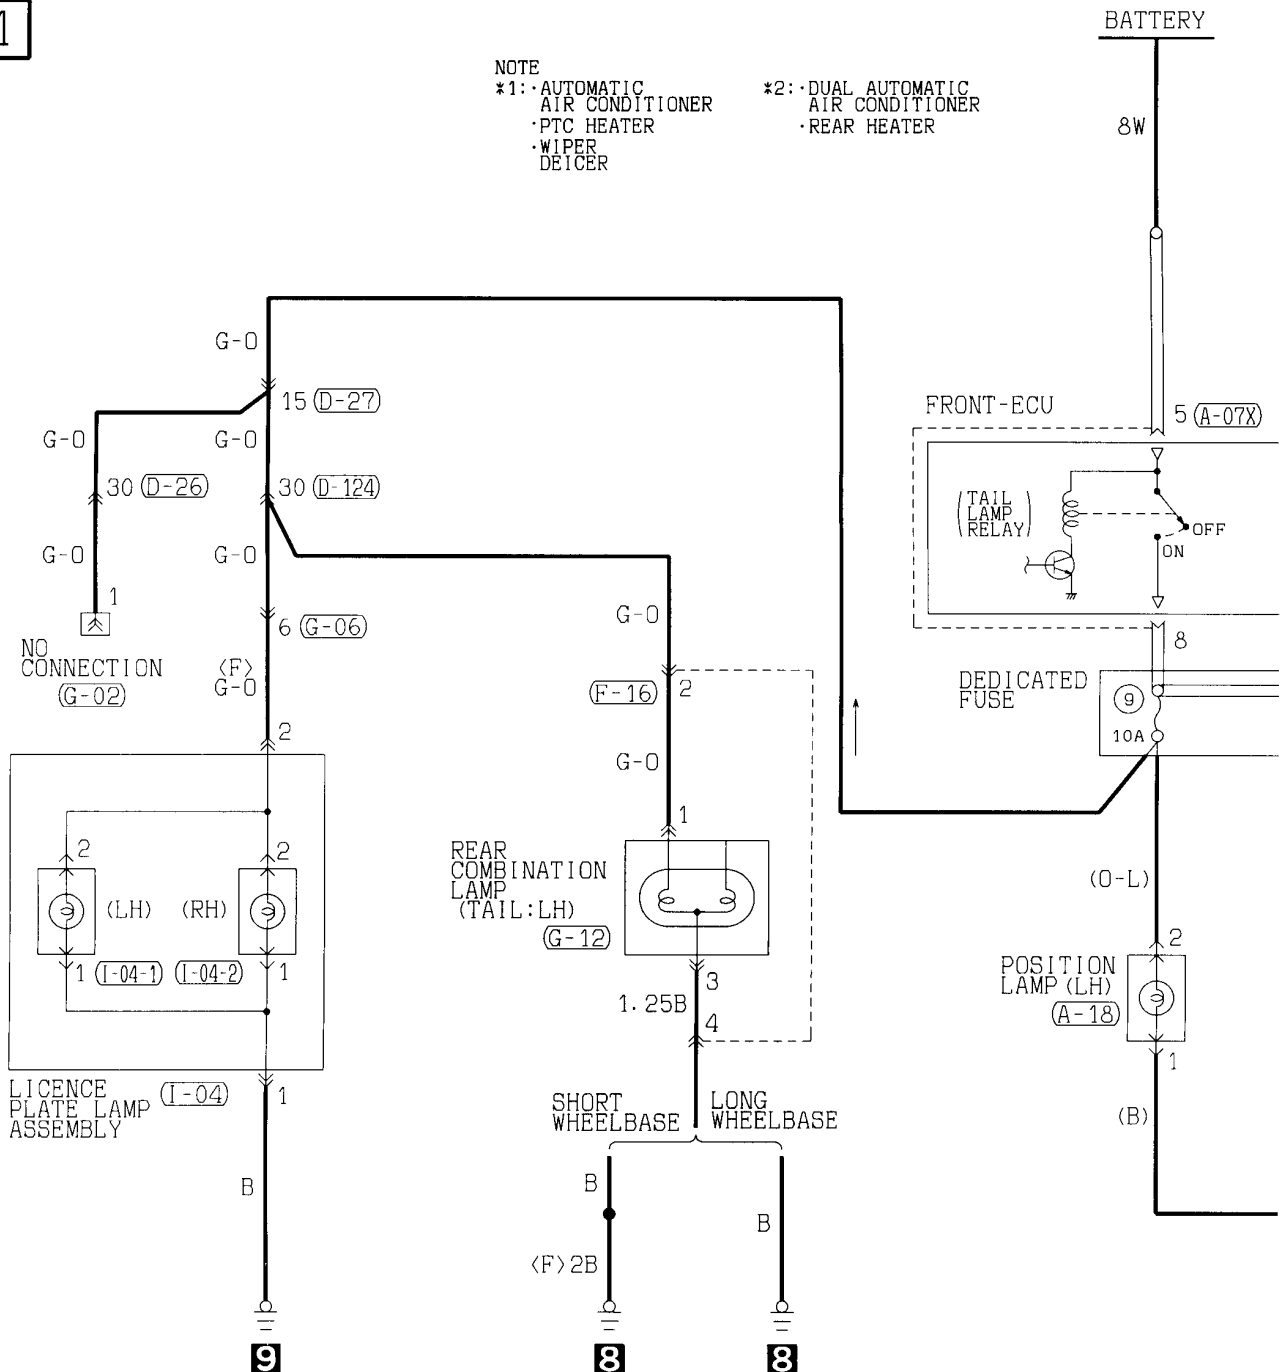 1
BATTERY
NOTE
*1:·AUTOMATIC
AIR CONDITIONER
·PTC HEATER
·WIPER
DEICER
*2:·DUAL AUTOMATIC
AIR CONDITIONER
·REAR HEATER
8W
G-O
15 (D-27)
G-O
G-O
30 (D-26)
30 (D-124)
G-O
G-O
1
NO
CONNECTION
(G-02)
6 (G-06)
<F>
G-O
2
FRONT-ECU
5 (A-07X)
(TAIL
LAMP
RELAY)
OFF
ON
8
DEDICATED
FUSE
9
10A
G-O
(F-16)
2
G-O
1
REAR
COMBINATION
LAMP
(TAIL:LH)
(G-12)
3
1.25B
4
2
2
(LH)
(RH)
1 (I-04-1)
(I-04-2) 1
LICENCE
PLATE LAMP
ASSEMBLY
(I-04)
1
B
9
SHORT
WHEELBASE
LONG
WHEELBASE
B
<F>2B
B
8
8
(O-L)
2
POSITION
LAMP (LH)
(A-18)
1
(B)